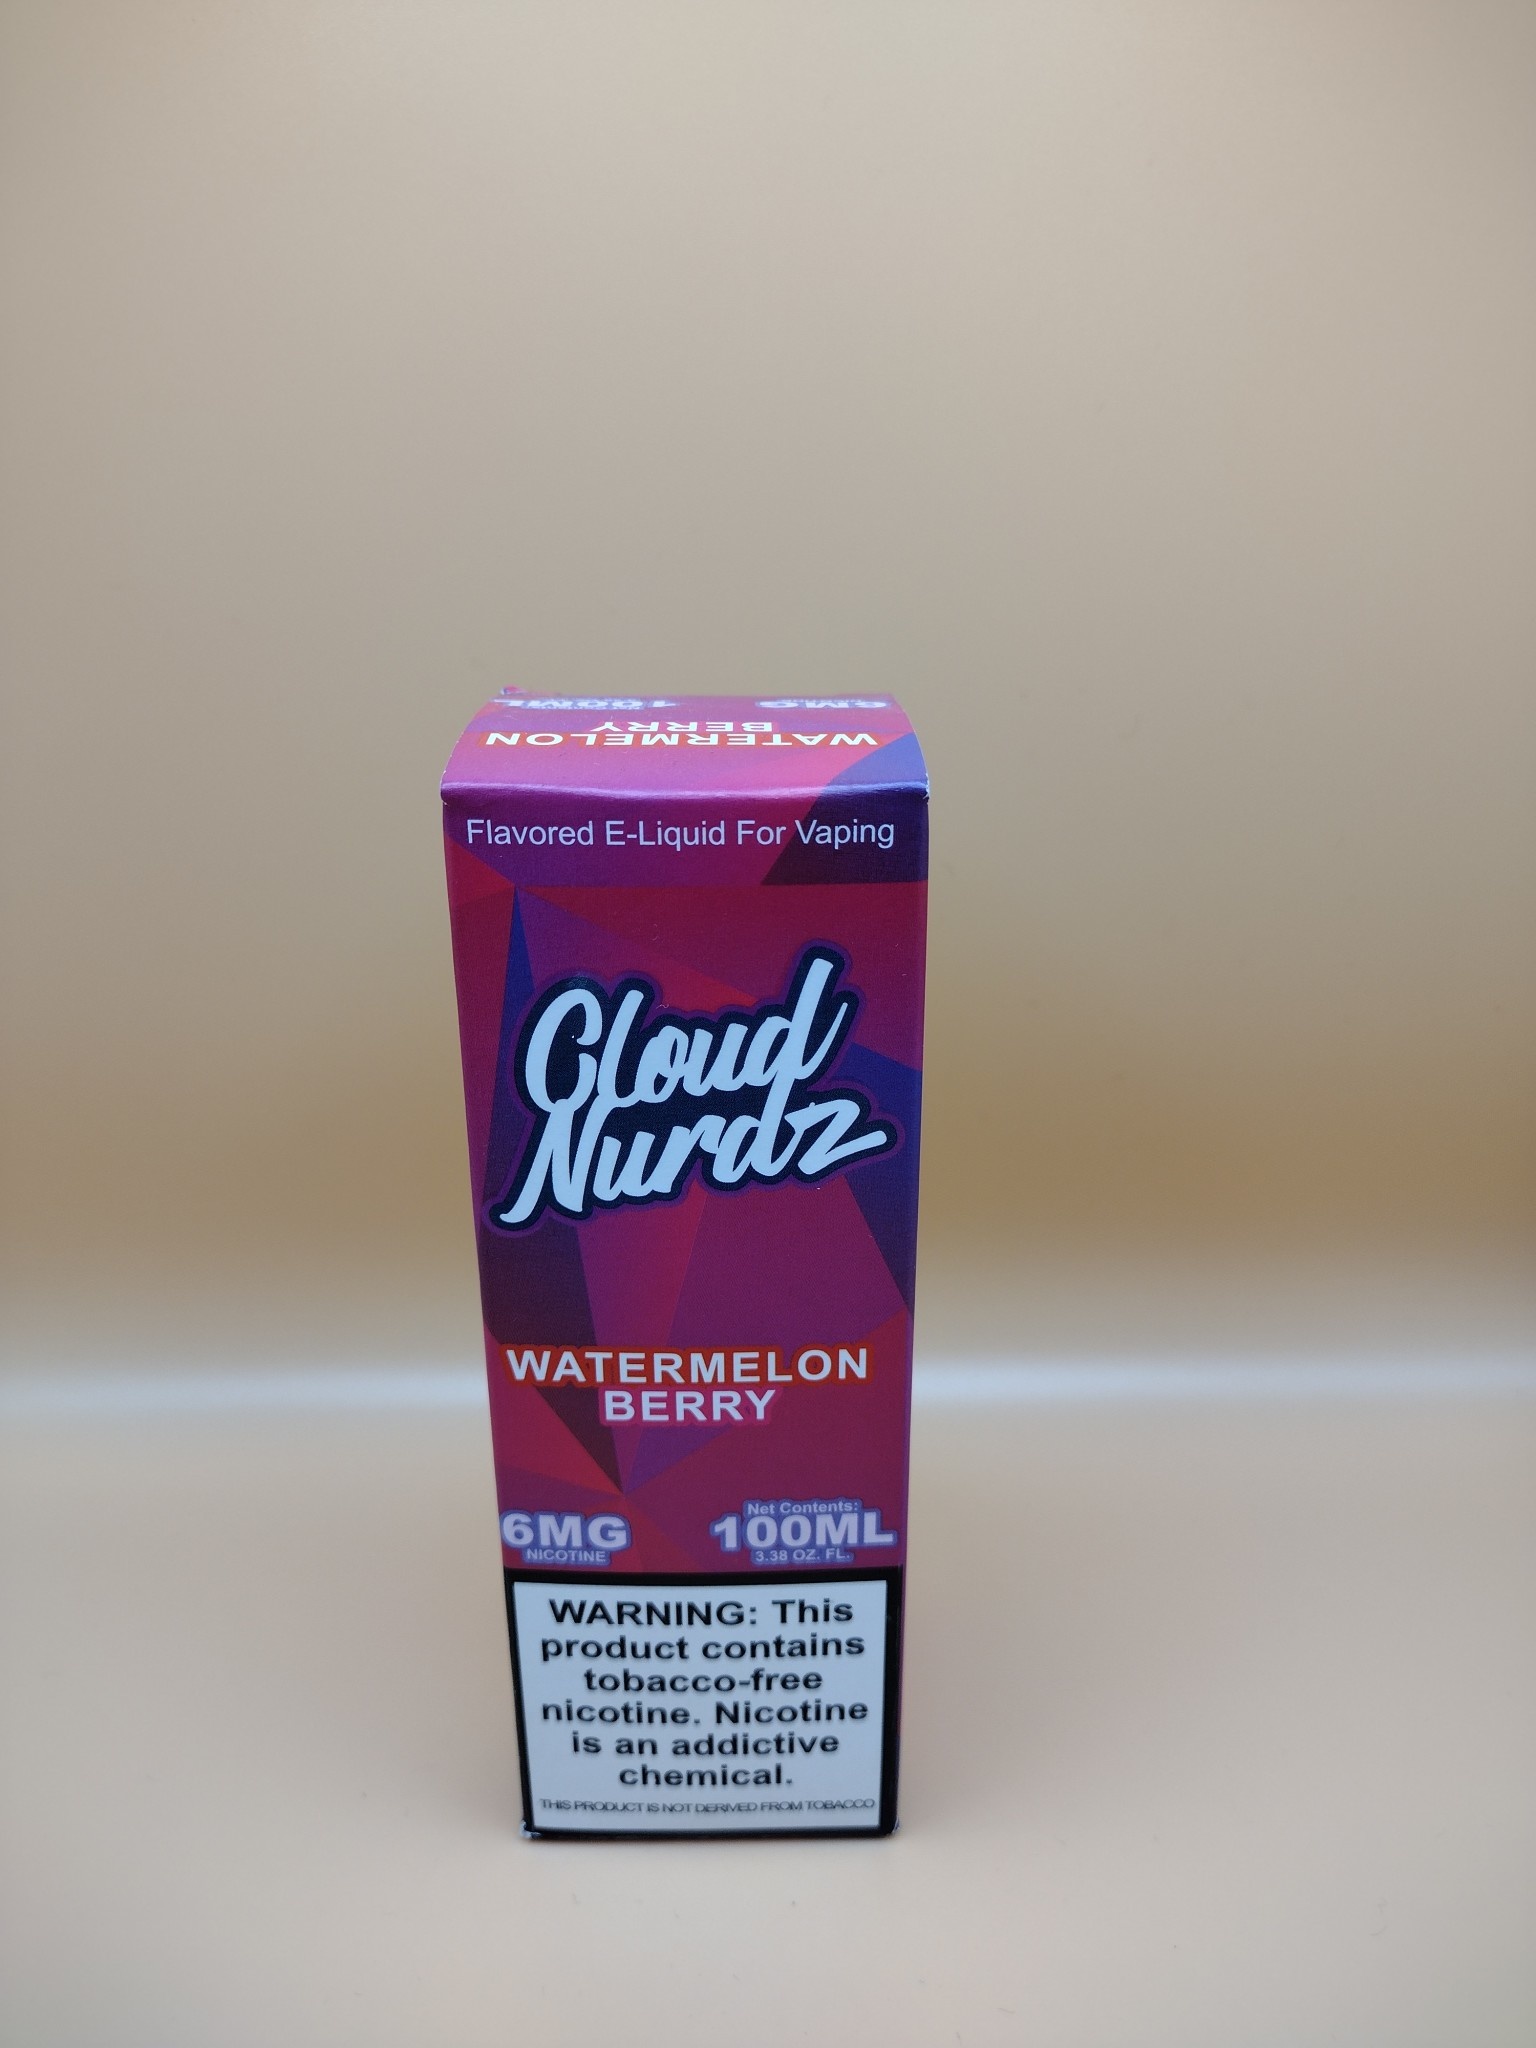 6MG
100ML
WATERMELON
BERRY
Flavored E-Liquid For Vaping
Cloud
Nurdz
WATERMELON
BERRY
6MG
NICOTINE
Net Contents:
100ML
3.38 OZ. FL.
WARNING: This
product contains
tobacco-free
nicotine. Nicotine
is an addictive
chemical.
THIS PRODUCT IS NOT DERIVED FROM TOBACCO